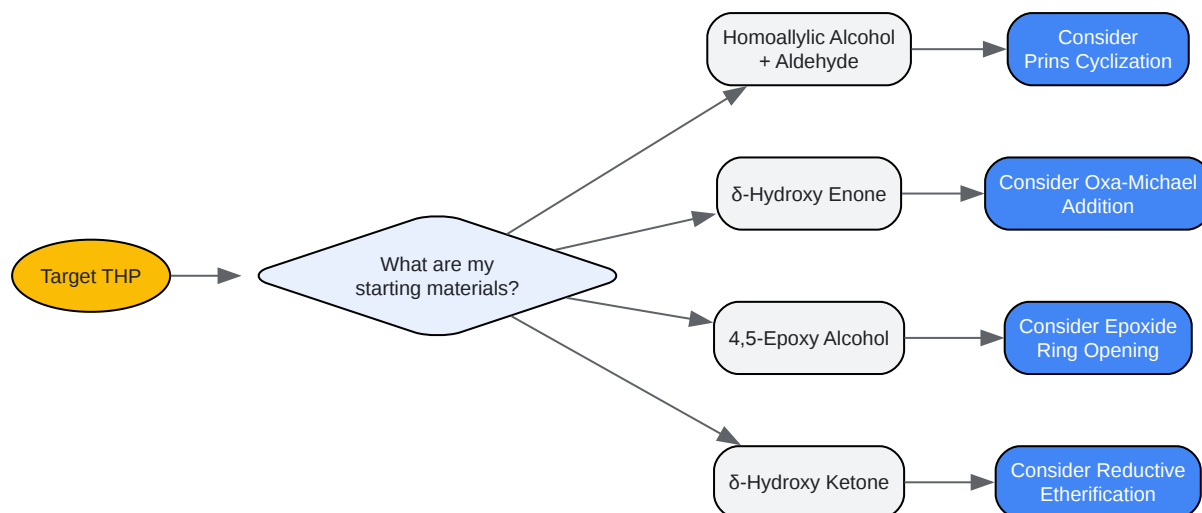 Target THP
What are my
starting materials?
Homoallylic Alcohol
+ Aldehyde
Consider
Prins Cyclization
δ-Hydroxy Enone
Consider Oxa-Michael
Addition
4,5-Epoxy Alcohol
Consider Epoxide
Ring Opening
δ-Hydroxy Ketone
Consider Reductive
Etherification